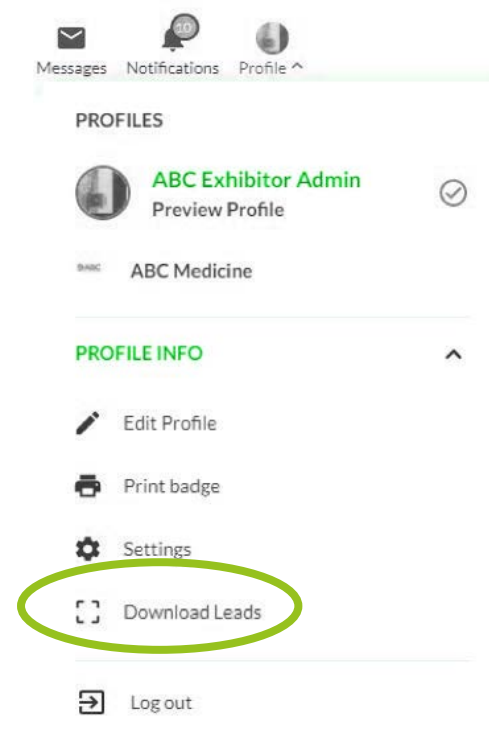 10
Messages Notifications Profile
PROFILES
ABC Exhibitor Admin
Preview Profile
ABC Medicine
PROFILE INFO
Edit Profile
Print badge
Settings
Download Leads
Log out